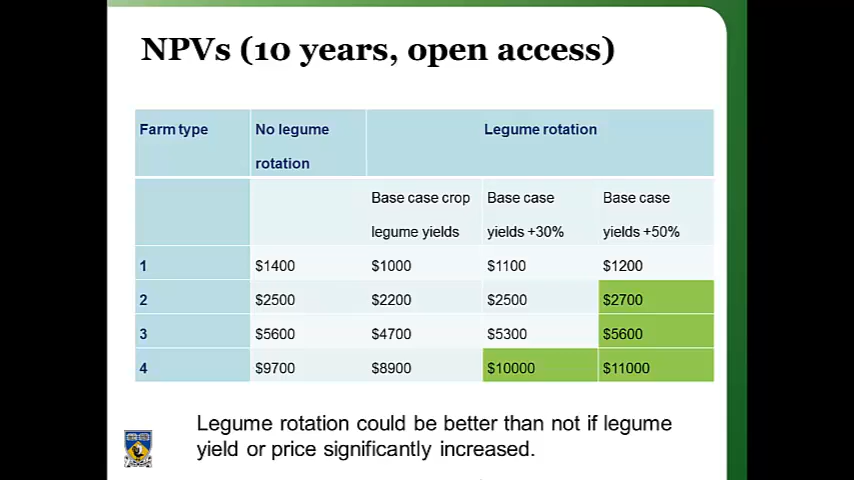 NPVs (10 years, open access)
Farm type No legume rotation Legume rotation
Base case crop legume yields Base case yields +30% Base case yields +50%
1 $1400 $1000 $1100 $1200
2 $2500 $2200 $2500 $2700
3 $5600 $4700 $5300 $5600
4 $9700 $8900 $10000 $11000
Legume rotation could be better than not if legume
yield or price significantly increased.